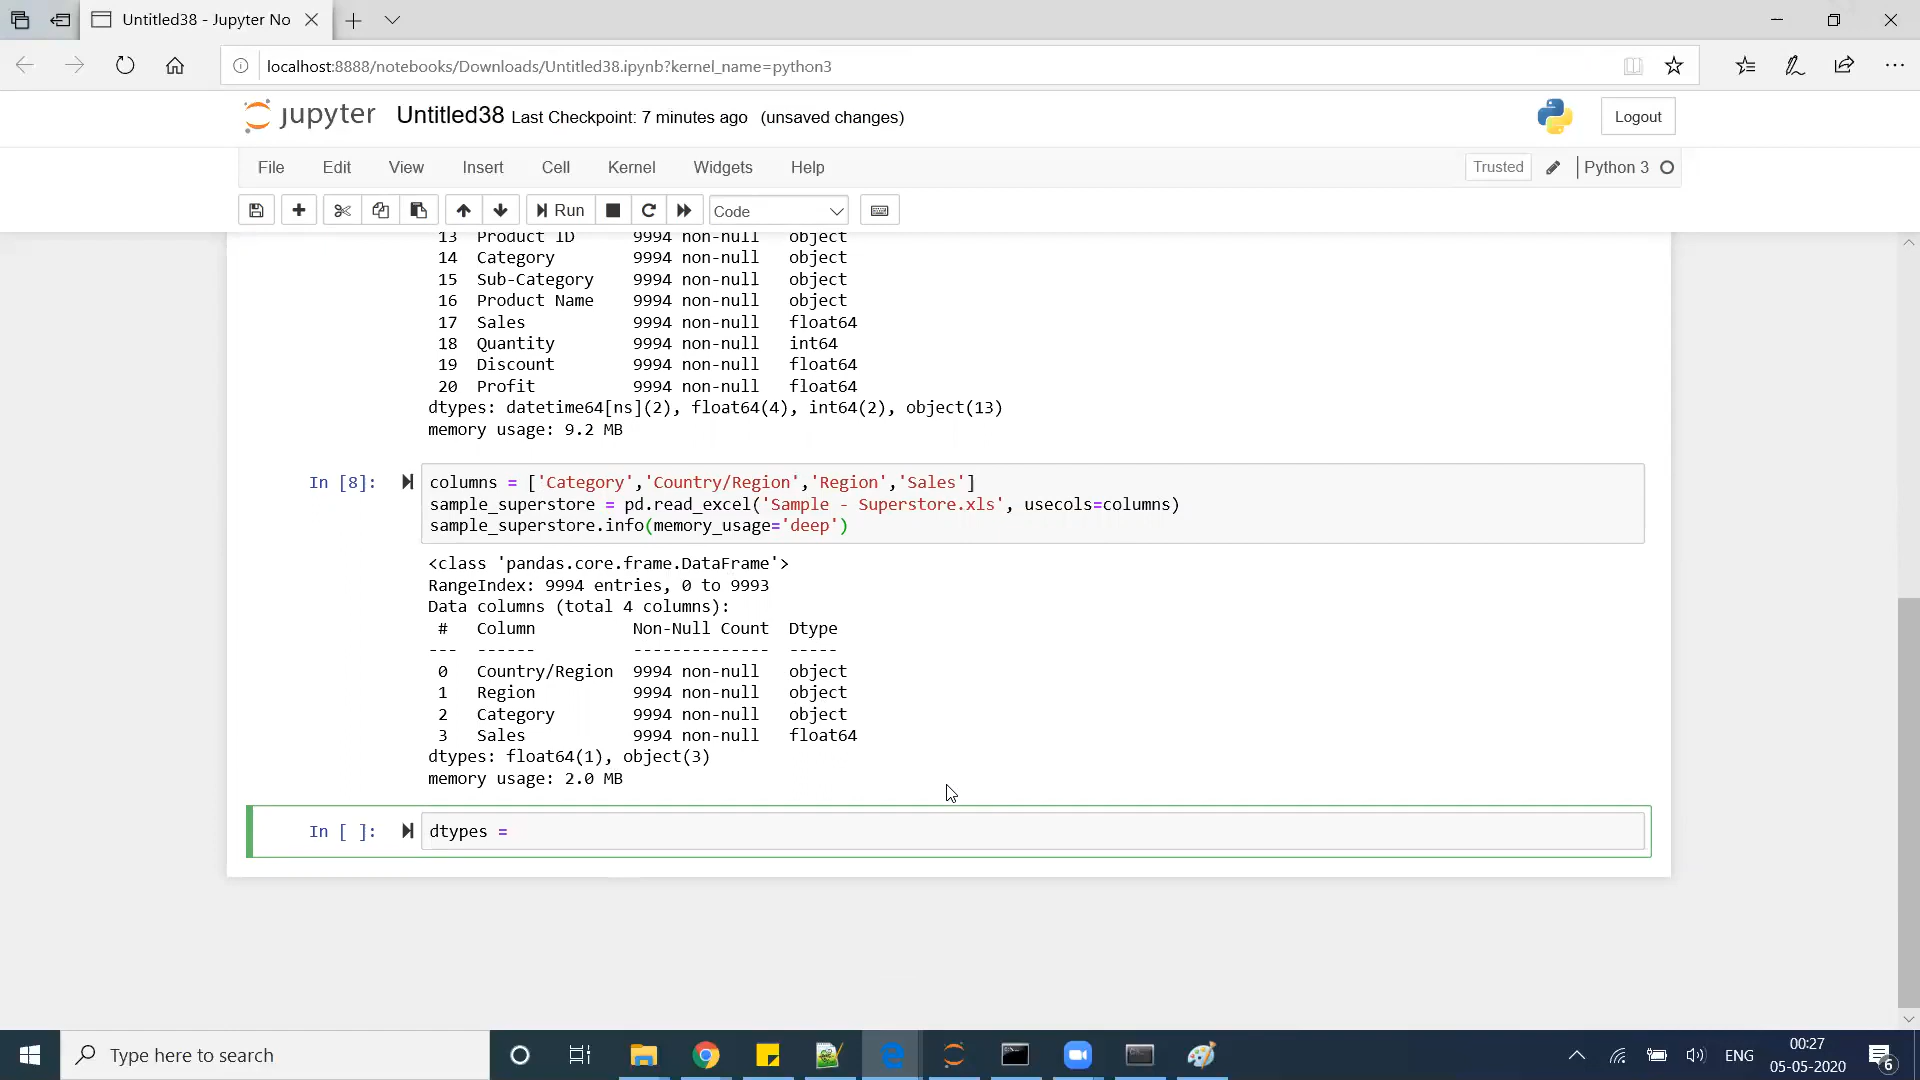 Untitled38 - Jupyter No
localhost:8888/notebooks/Downloads/Untitled38.ipynb?kernel_name=python3
jupyter Untitled38 Last Checkpoint: 7 minutes ago (unsaved changes)
Logout
File Edit View Insert Cell Kernel Widgets Help
Trusted
Python 3
Run
Code
13 Product ID 9994 non-null object
14 Category 9994 non-null object
15 Sub-Category 9994 non-null object
16 Product Name 9994 non-null object
17 Sales 9994 non-null float64
18 Quantity 9994 non-null int64
19 Discount 9994 non-null float64
20 Profit 9994 non-null float64
dtypes: datetime64[ns](2), float64(4), int64(2), object(13)
memory usage: 9.2 MB
In [8]: columns = ['Category','Country/Region','Region','Sales']
sample_superstore = pd.read_excel('Sample - Superstore.xls', usecols=columns)
sample_superstore.info(memory_usage='deep')
<class 'pandas.core.frame.DataFrame'>
RangeIndex: 9994 entries, 0 to 9993
Data columns (total 4 columns):
# Column Non-Null Count Dtype
--- ------ -------------- -----
0 Country/Region 9994 non-null object
1 Region 9994 non-null object
2 Category 9994 non-null object
3 Sales 9994 non-null float64
dtypes: float64(1), object(3)
memory usage: 2.0 MB
In [ ]: dtypes =
Type here to search
ENG
00:27
05-05-2020
6